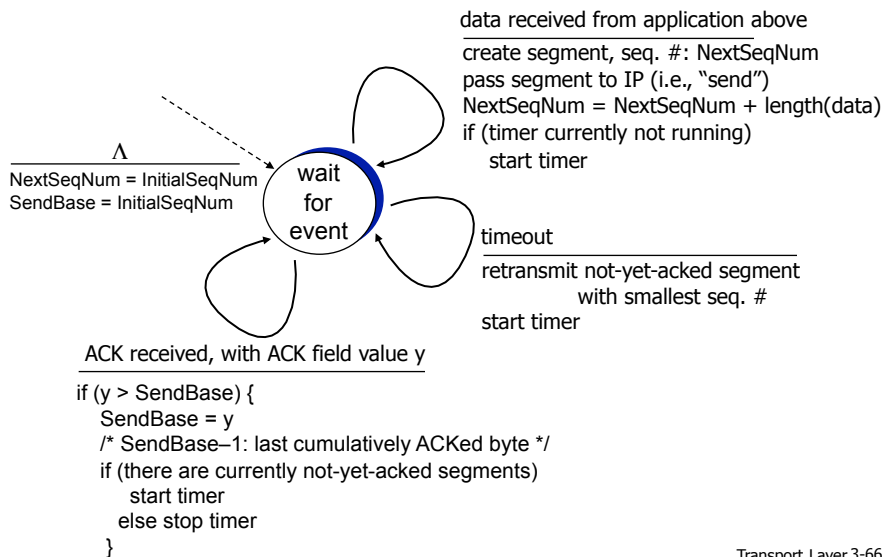 data received from application above
create segment, seq. #: NextSeqNum
pass segment to IP (i.e., “send”)
NextSeqNum = NextSeqNum + length(data)
if (timer currently not running)
start timer
Λ
NextSeqNum = InitialSeqNum
SendBase = InitialSeqNum
wait
for
event
timeout
retransmit not-yet-acked segment
with smallest seq. #
start timer
ACK received, with ACK field value y
if (y > SendBase) {
SendBase = y
/* SendBase–1: last cumulatively ACKed byte */
if (there are currently not-yet-acked segments)
start timer
else stop timer
}
Transport Layer 3-66